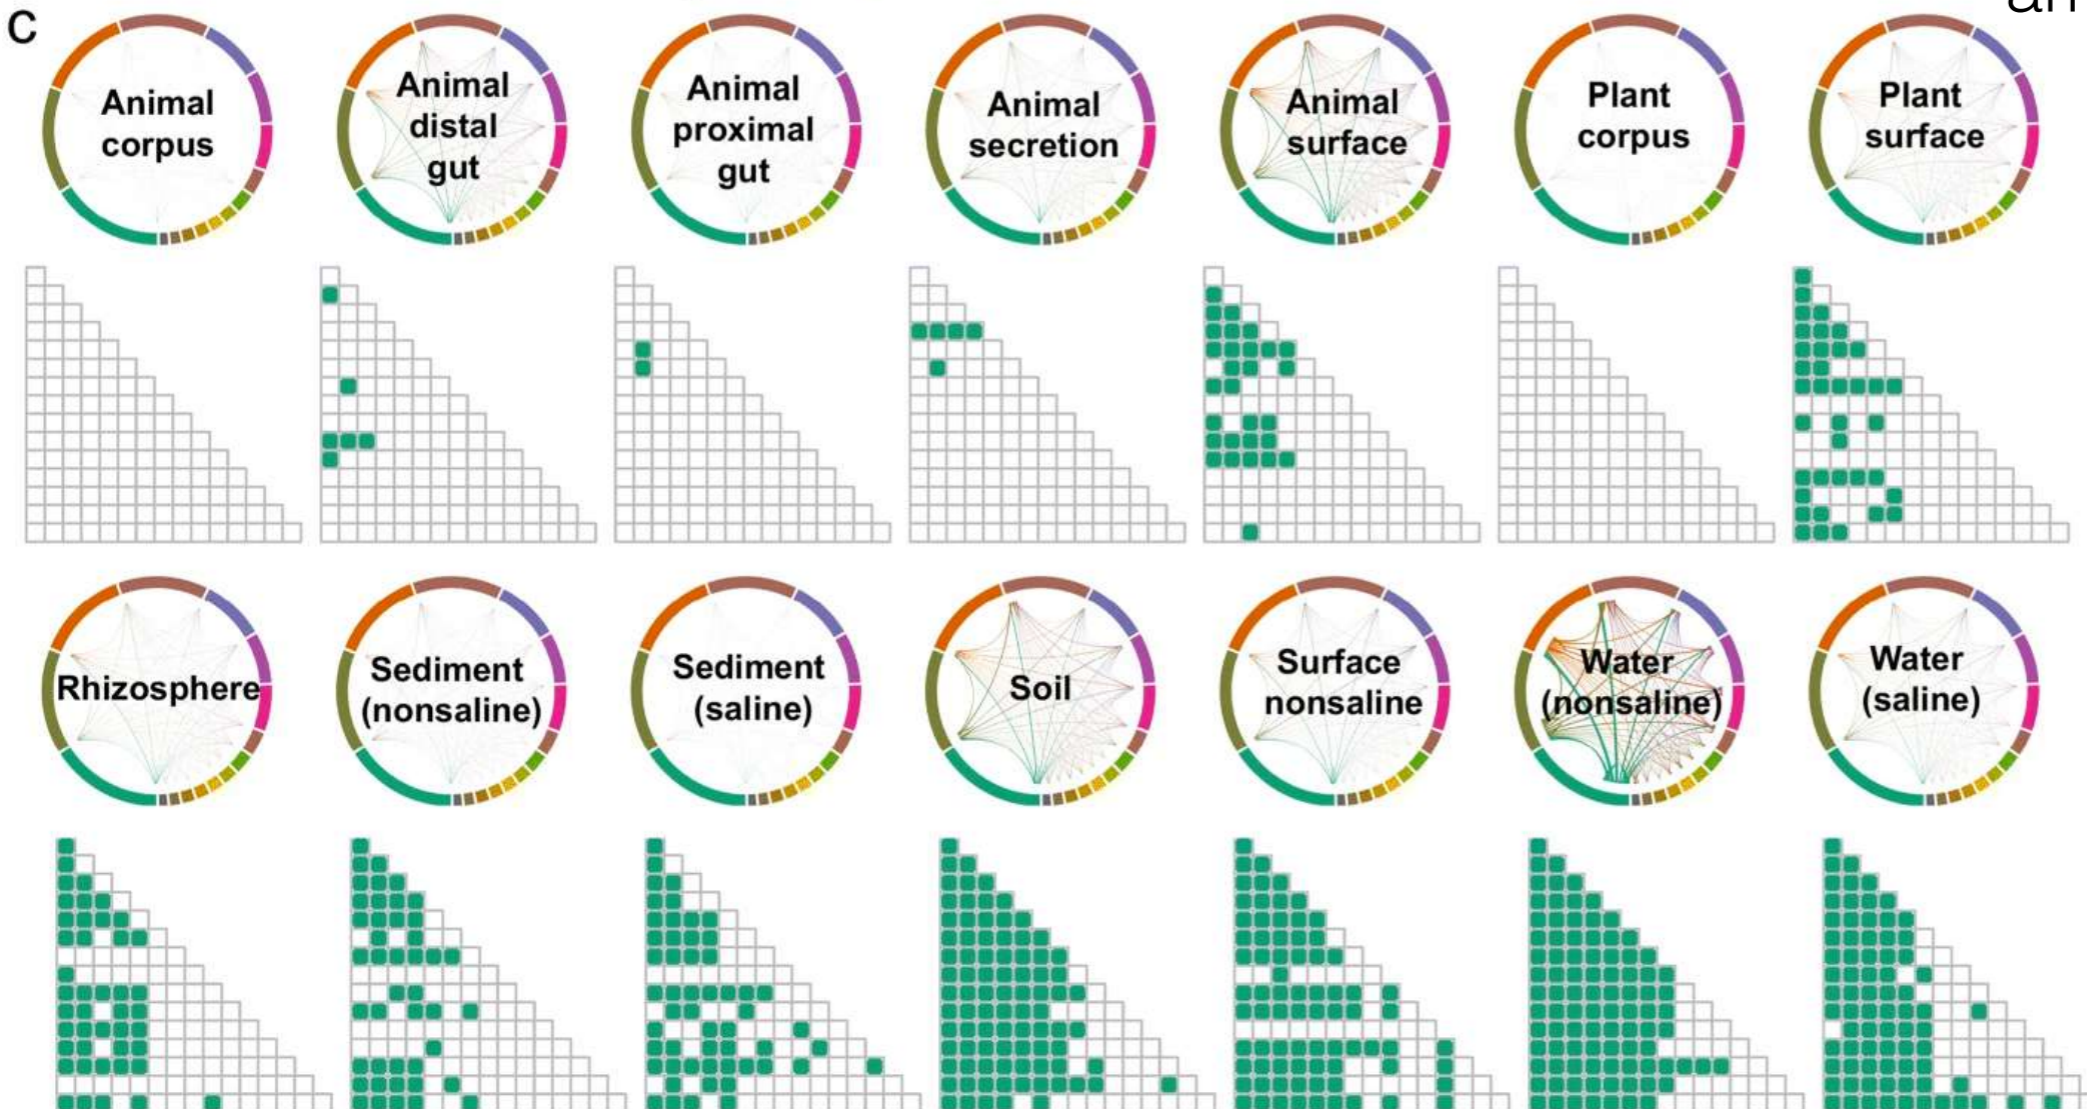 c
an
Animal
corpus
Animal
distal
gut
Animal
proximal
gut
Animal
secretion
Animal
surface
Plant
corpus
Plant
surface
Rhizosphere
Sediment
(nonsaline)
Sediment
(saline)
Soil
Surface
nonsaline
Water
(nonsaline)
Water
(saline)